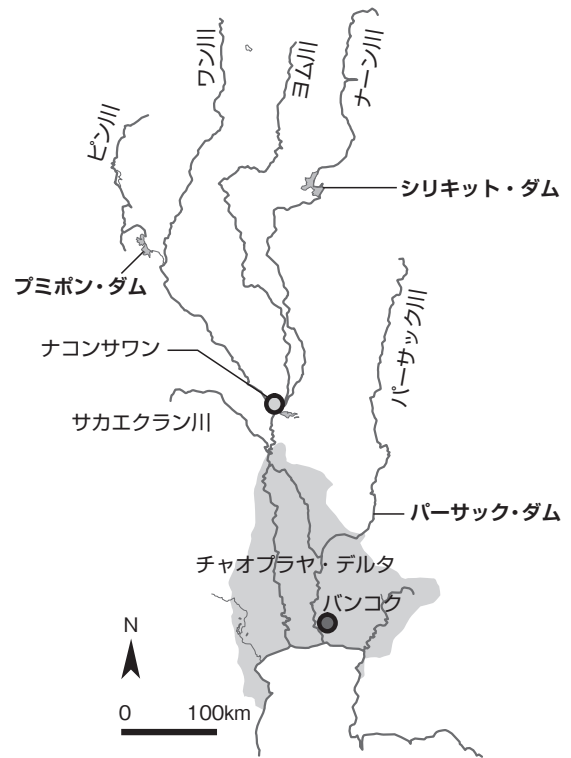 ワン川
ヨム川
ナーン川
ピン川
シリキット・ダム
プミポン・ダム
パーサック川
ナコンサワン
サカエクラン川
パーサック・ダム
チャオプラヤ・デルタ
バンコク
N
0 100km